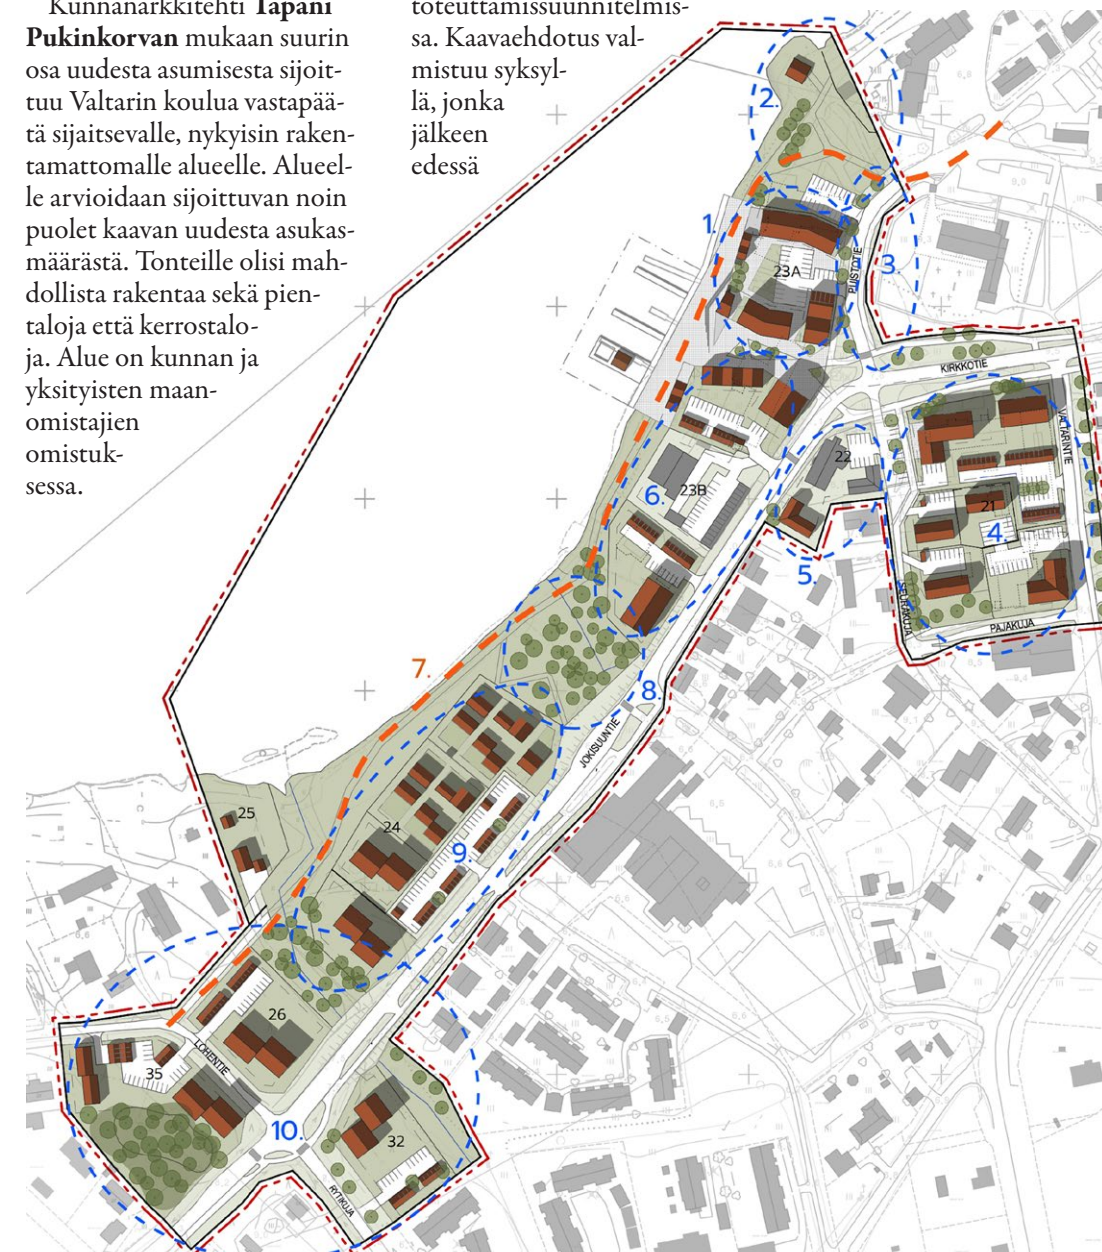 Kunnanarkkitehti Tapani
Pukinkorvan mukaan suurin
osa uudesta asumisesta sijoit-
tuu Valtarin koulua vastapää-
tä sijaitsevalle, nykyisin raken-
tamattomalle alueelle. Alueel-
le arvioidaan sijoittuvan noin
puolet kaavan uudesta asukas-
määrästä. Tonteille olisi mah-
dollista rakentaa sekä pien-
taloja että kerrostalo-
ja. Alue on kunnan ja
yksityisten maan-
omistajien
omistuk-
sessa.
toteuttamissuunnitelmis-
sa. Kaavaehdotus val-
mistuu syksyl-
lä, jonka
jälkeen
edessä
2.
1.
3.
23A
PUISTOTIE
KIRKKOTIE
VALTARINTIE
22
23B
6.
21
4.
5.
SEURAKUJA
PAJAKUJA
7.
8.
JOKISUUNTIE
25
24
9.
26
LOHENTIE
35
10.
32
RYTIKUJA